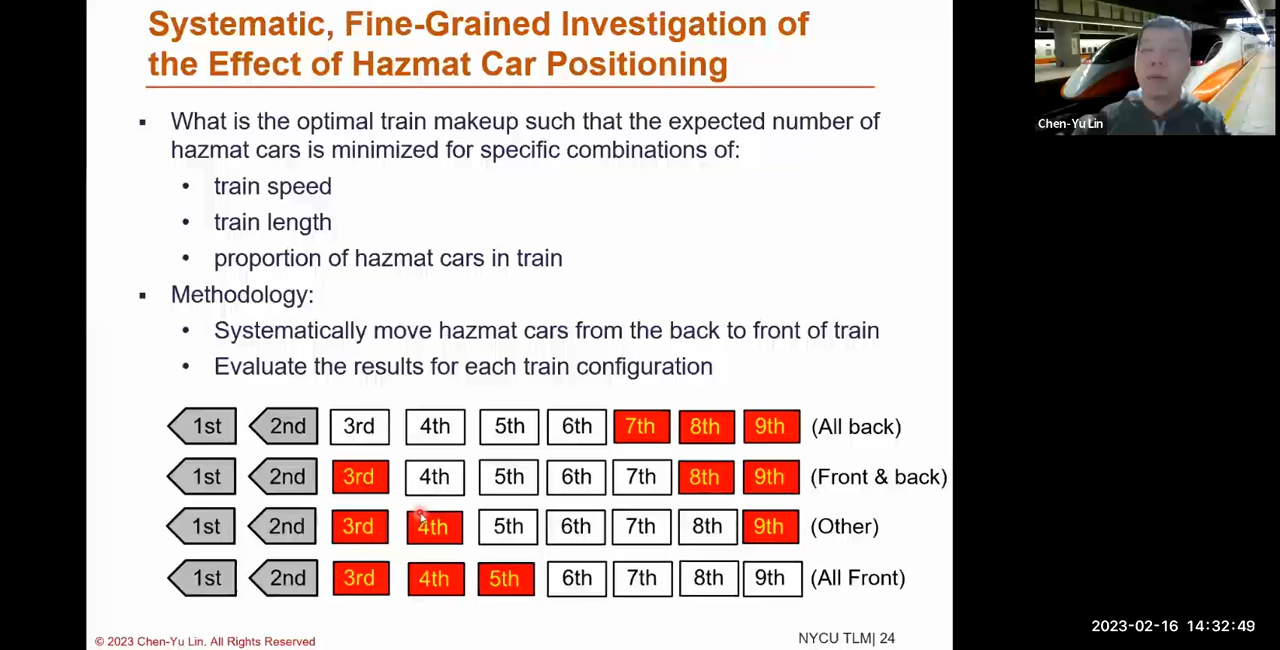 Systematic, Fine-Grained Investigation of
the Effect of Hazmat Car Positioning
Chen-Yu Lin
▪ What is the optimal train makeup such that the expected number of
hazmat cars is minimized for specific combinations of:
• train speed
• train length
• proportion of hazmat cars in train
▪ Methodology:
• Systematically move hazmat cars from the back to front of train
• Evaluate the results for each train configuration
1st 2nd 3rd 4th 5th 6th 7th 8th 9th (All back)
1st 2nd 3rd 4th 5th 6th 7th 8th 9th (Front & back)
1st 2nd 3rd 4th 5th 6th 7th 8th 9th (Other)
1st 2nd 3rd 4th 5th 6th 7th 8th 9th (All Front)
© 2023 Chen-Yu Lin. All Rights Reserved
NYCU TLM| 24
2023-02-16 14:32:49